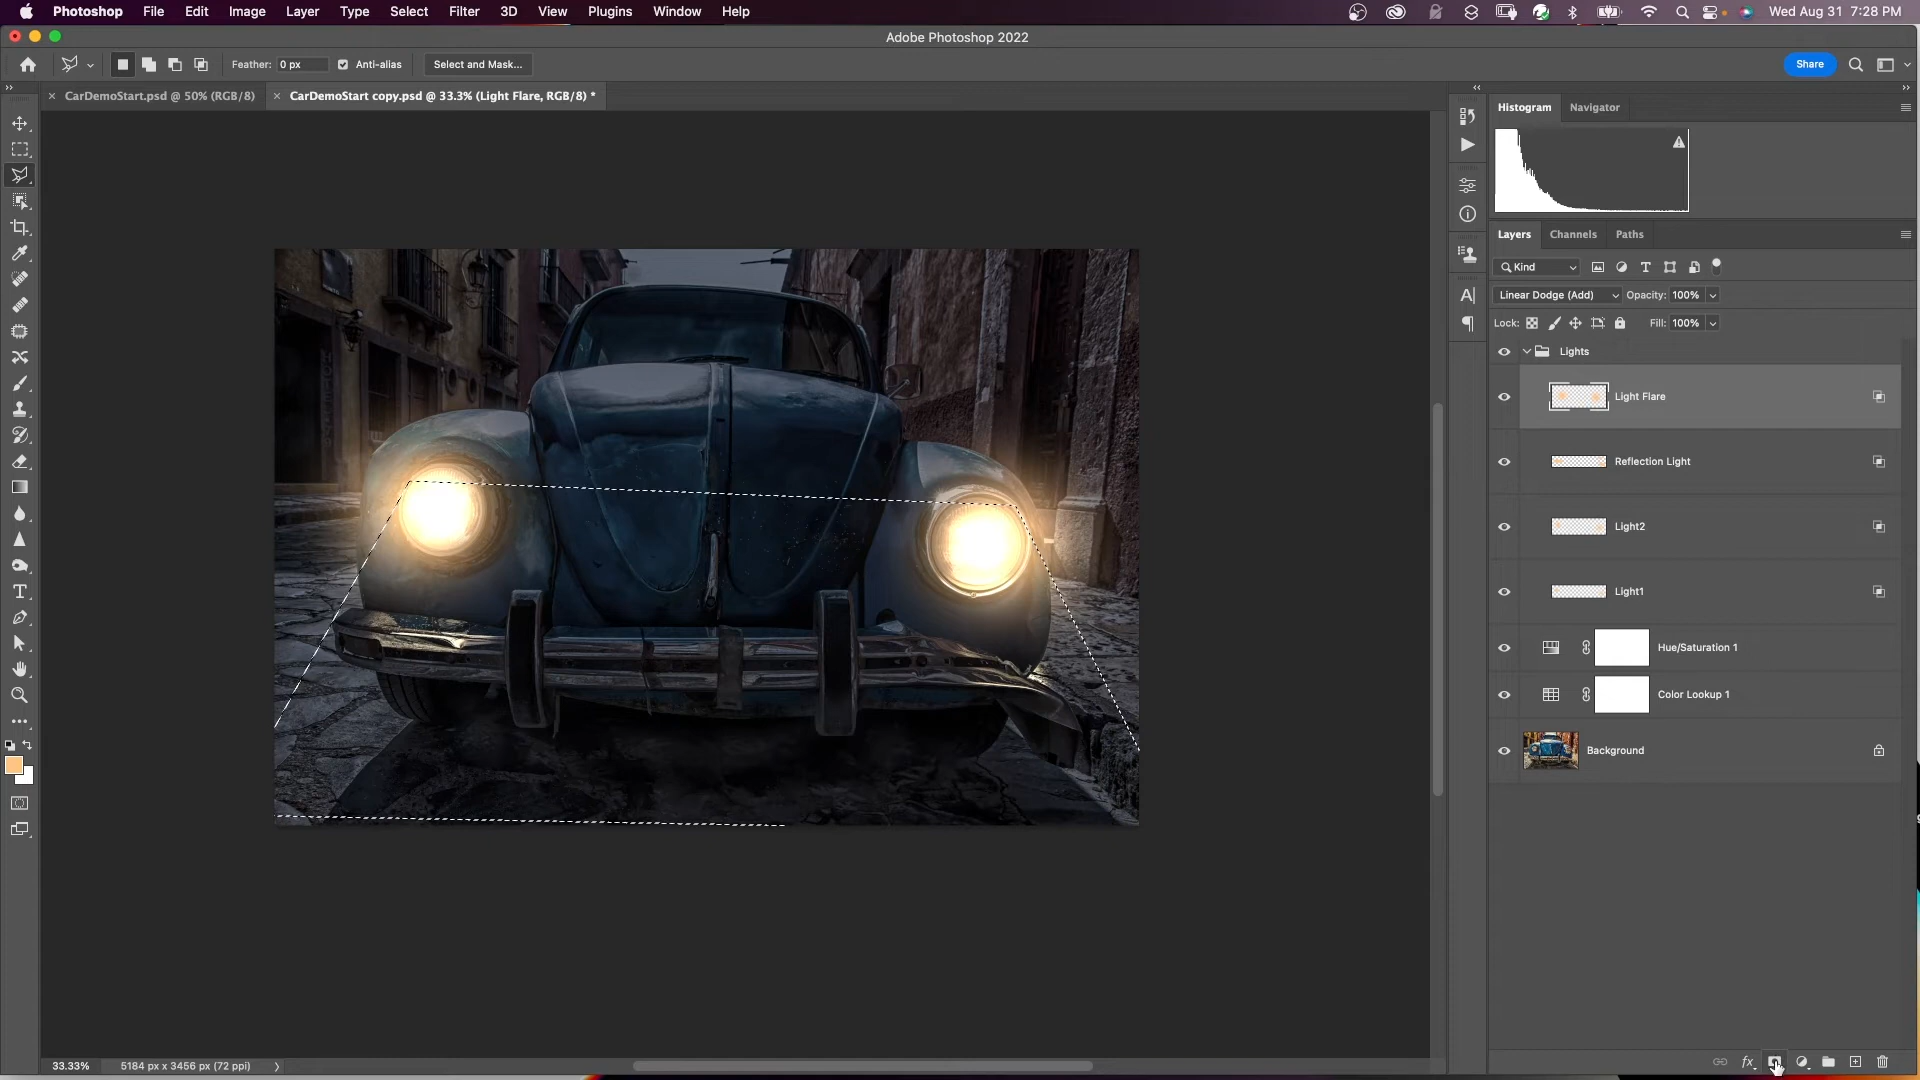 Photoshop File Edit Image Layer Type Select Filter 3D View Plugins Window Help Wed Aug 31 7:28 PM
Adobe Photoshop 2022
Feather: 0 px Anti-alias Select and Mask... Share
CarDemoStart.psd @ 50% (RGB/8) CarDemoStart copy.psd @ 33.3% (Light Flare, RGB/8) *
Histogram Navigator
Layers Channels Paths
Kind
Linear Dodge (Add) Opacity: 100%
Lock: Fill: 100%
Lights
Light Flare
Reflection Light
Light2
Light1
Hue/Saturation 1
Color Lookup 1
Background
33.33% 5184 px x 3456 px (72 ppi)